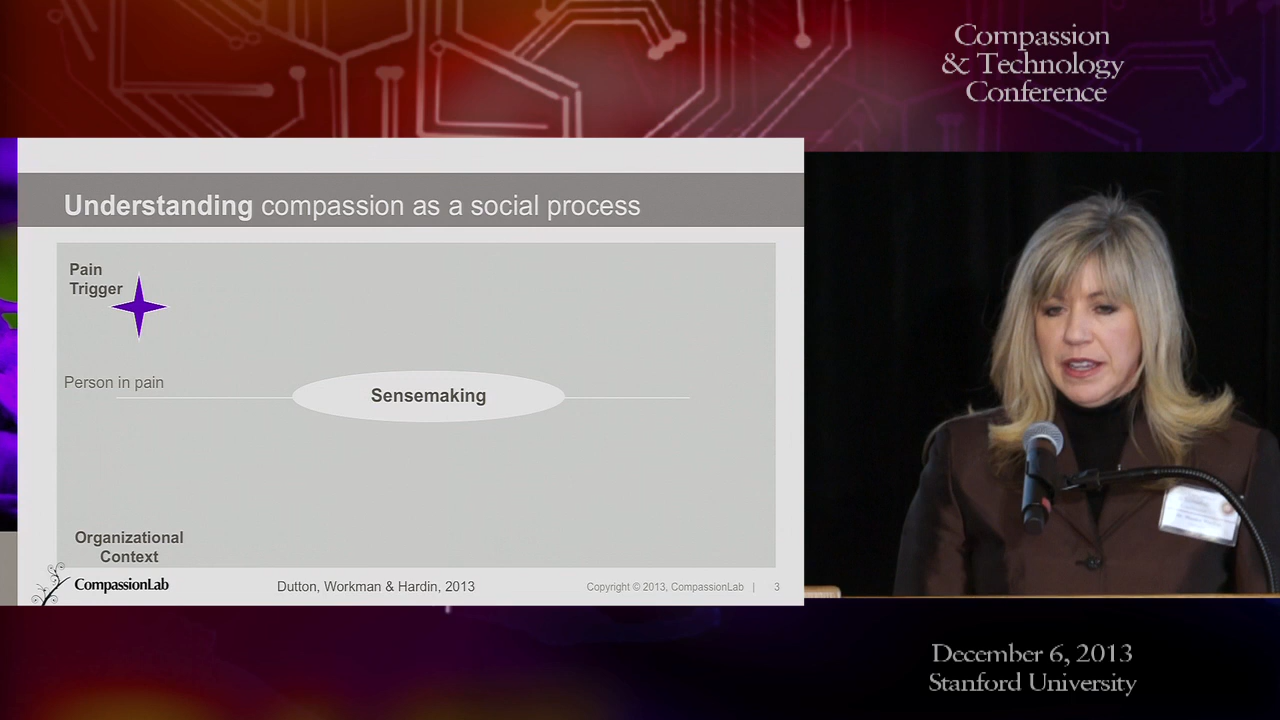 Compassion
& Technology
Conference
Understanding compassion as a social process
Pain
Trigger
Person in pain
Sensemaking
Organizational
Context
CompassionLab
Dutton, Workman & Hardin, 2013
Copyright © 2013, CompassionLab | 3
December 6, 2013
Stanford University